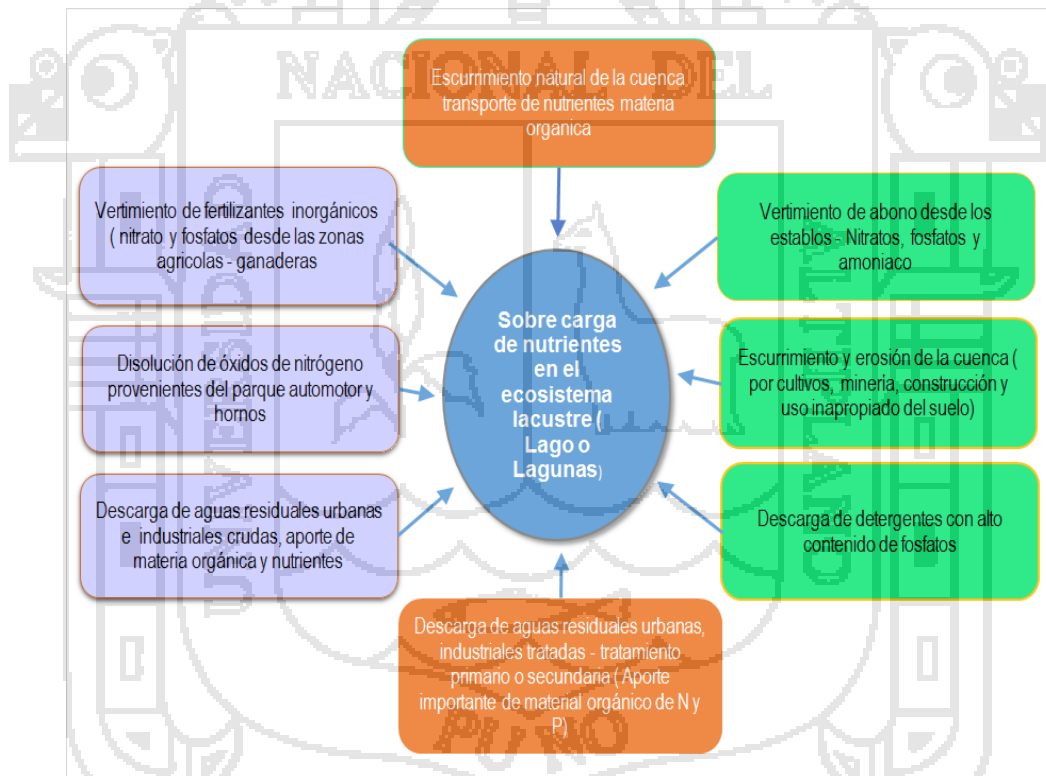 NACIONAL DEL
Escurrimiento natural de la cuenca
transporte de nutrientes materia
organica
Vertimiento de fertilizantes inorgánicos
( nitrato y fosfatos desde las zonas
agricolas - ganaderas
Disolución de óxidos de nitrógeno
provenientes del parque automotor y
hornos
Descarga de aguas residuales urbanas
e industriales crudas, aporte de
materia orgánica y nutrientes
Sobre carga
de nutrientes
en el
ecosistema
lacustre (
Lago o
Lagunas)
Vertimiento de abono desde los
establos - Nitratos, fosfatos y
amoniaco
Escurrimiento y erosión de la cuenca (
por cultivos, minería, construcción y
uso inapropiado del suelo)
Descarga de detergentes con alto
contenido de fosfatos
Descarga de aguas residuales urbanas,
industriales tratadas - tratamiento
primario o secundaria ( Aporte
importante de material orgánico de N y
P)
UNIVERSIDAD
ALTIPLANO
PUNO